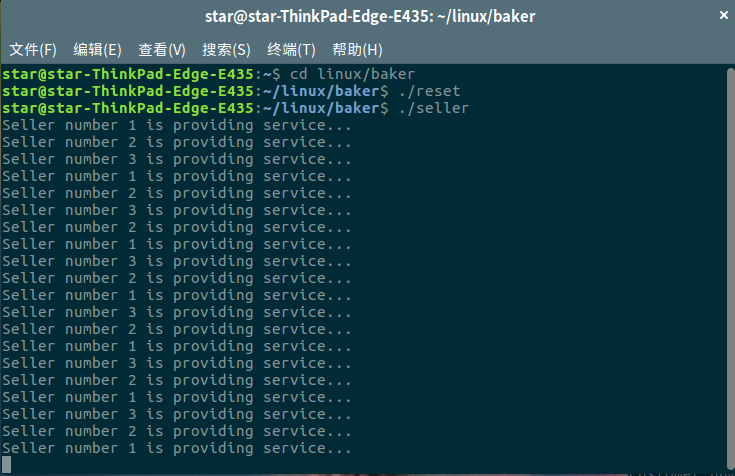 star@star-ThinkPad-Edge-E435: ~/linux/baker
文件(F) 编辑(E) 查看(V) 搜索(S) 终端(T) 帮助(H)
star@star-ThinkPad-Edge-E435:~$ cd linux/baker
star@star-ThinkPad-Edge-E435:~/linux/baker$ ./reset
star@star-ThinkPad-Edge-E435:~/linux/baker$ ./seller
Seller number 1 is providing service...
Seller number 2 is providing service...
Seller number 3 is providing service...
Seller number 1 is providing service...
Seller number 2 is providing service...
Seller number 3 is providing service...
Seller number 2 is providing service...
Seller number 1 is providing service...
Seller number 3 is providing service...
Seller number 2 is providing service...
Seller number 1 is providing service...
Seller number 3 is providing service...
Seller number 2 is providing service...
Seller number 1 is providing service...
Seller number 3 is providing service...
Seller number 2 is providing service...
Seller number 1 is providing service...
Seller number 3 is providing service...
Seller number 2 is providing service...
Seller number 1 is providing service...